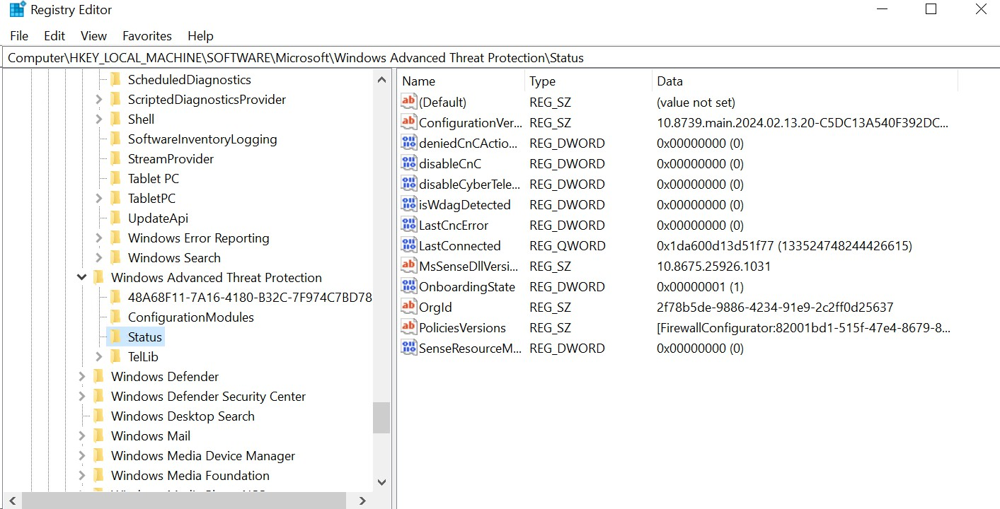 Registry Editor
File Edit View Favorites Help
Computer\HKEY_LOCAL_MACHINE\SOFTWARE\Microsoft\Windows Advanced Threat Protection\Status
ScheduledDiagnostics
ScriptedDiagnosticsProvider
Shell
SoftwareInventoryLogging
StreamProvider
Tablet PC
TabletPC
UpdateApi
Windows Error Reporting
Windows Search
Windows Advanced Threat Protection
48A68F11-7A16-4180-B32C-7F974C7BD78
ConfigurationModules
Status
TelLib
Windows Defender
Windows Defender Security Center
Windows Desktop Search
Windows Mail
Windows Media Device Manager
Windows Media Foundation
Name Type Data
(Default) REG_SZ (value not set)
ConfigurationVer... REG_SZ 10.8739.main.2024.02.13.20-C5DC13A540F392DC...
deniedCnCActio... REG_DWORD 0x00000000 (0)
disableCnC REG_DWORD 0x00000000 (0)
disableCyberTele... REG_DWORD 0x00000000 (0)
isWdagDetected REG_DWORD 0x00000000 (0)
LastCncError REG_DWORD 0x00000000 (0)
LastConnected REG_QWORD 0x1da600d13d51f77 (133524748244426615)
MsSenseDllVersi... REG_SZ 10.8675.25926.1031
OnboardingState REG_DWORD 0x00000001 (1)
OrgId REG_SZ 2f78b5de-9886-4234-91e9-2c2ff0d25637
PoliciesVersions REG_SZ [FirewallConfigurator:82001bd1-515f-47e4-8679-8...
SenseResourceM... REG_DWORD 0x00000000 (0)